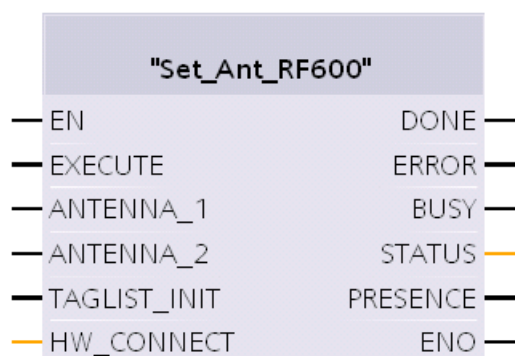 "Set_Ant_RF600"
EN DONE
EXECUTE ERROR
ANTENNA_1 BUSY
ANTENNA_2 STATUS
TAGLIST_INIT PRESENCE
HW_CONNECT ENO